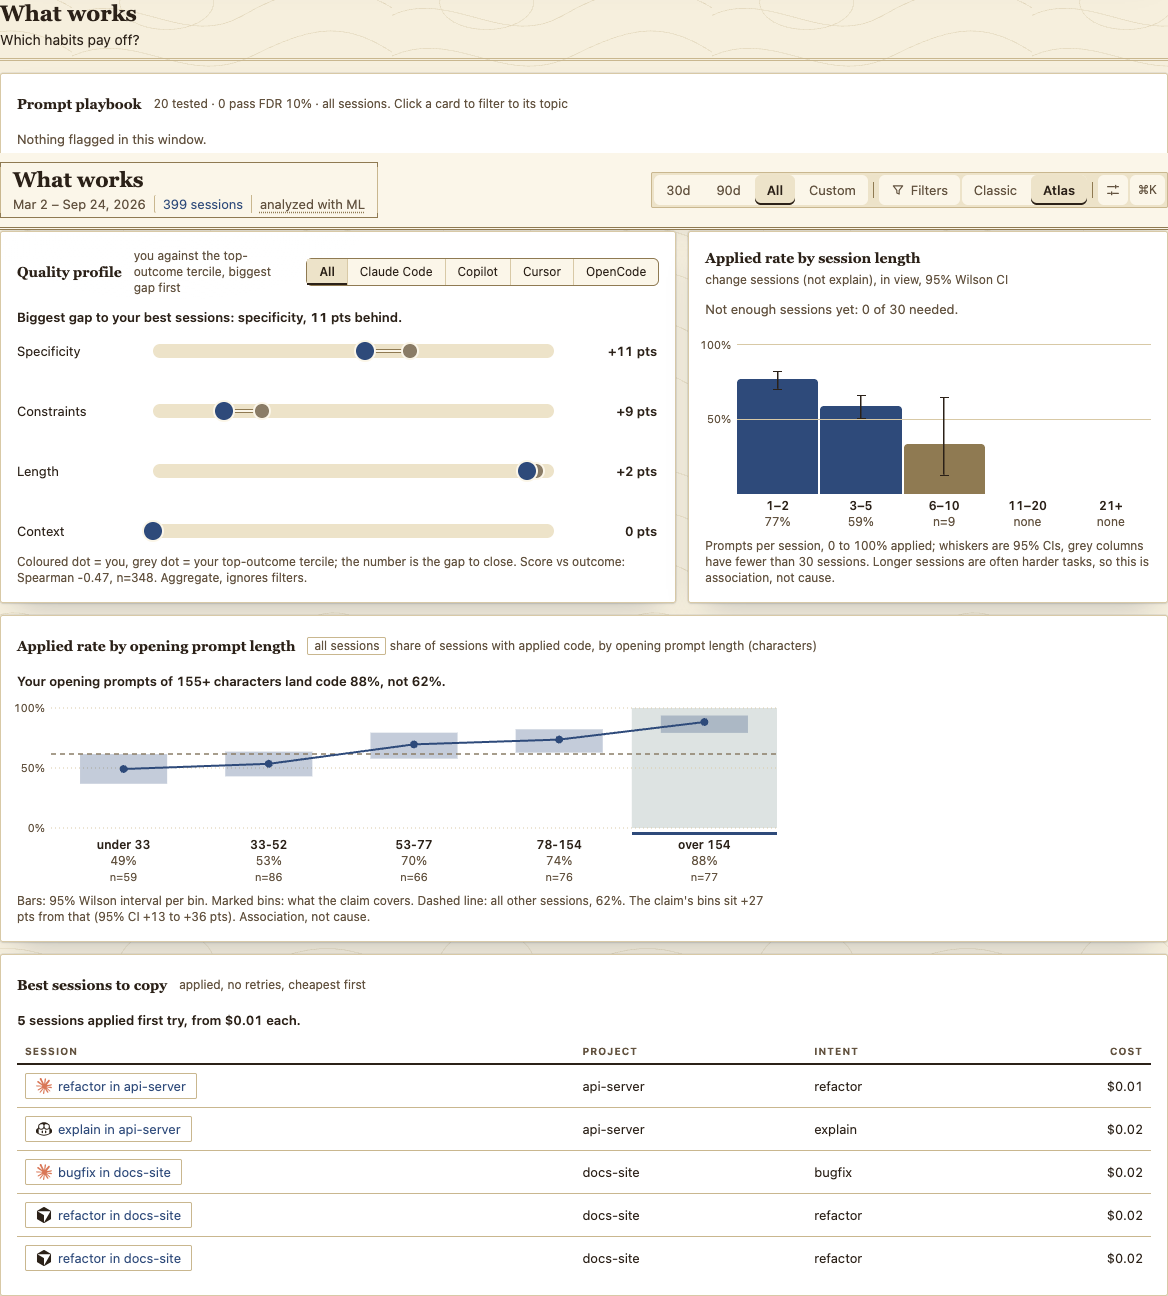 What works
Which habits pay off?
Prompt playbook 20 tested · 0 pass FDR 10% · all sessions. Click a card to filter to its topic
Nothing flagged in this window.
What works
Mar 2 – Sep 24, 2026 399 sessions analyzed with ML
30d 90d All Custom Filters Classic Atlas ⌘K
Quality profile
you against the top-
outcome tercile, biggest
gap first
All Claude Code Copilot Cursor OpenCode
Biggest gap to your best sessions: specificity, 11 pts behind.
Specificity +11 pts
Constraints +9 pts
Length +2 pts
Context 0 pts
Coloured dot = you, grey dot = your top-outcome tercile; the number is the gap to close. Score vs outcome:
Spearman -0.47, n=348. Aggregate, ignores filters.
Applied rate by session length
change sessions (not explain), in view, 95% Wilson CI
Not enough sessions yet: 0 of 30 needed.
100%
50%
1–2 3–5 6–10 11–20 21+
77% 59% n=9 none none
Prompts per session, 0 to 100% applied; whiskers are 95% CIs, grey columns
have fewer than 30 sessions. Longer sessions are often harder tasks, so this is
association, not cause.
Applied rate by opening prompt length all sessions share of sessions with applied code, by opening prompt length (characters)
Your opening prompts of 155+ characters land code 88%, not 62%.
100%
50%
0%
under 33 33-52 53-77 78-154 over 154
49% 53% 70% 74% 88%
n=59 n=86 n=66 n=76 n=77
Bars: 95% Wilson interval per bin. Marked bins: what the claim covers. Dashed line: all other sessions, 62%. The claim's bins sit +27
pts from that (95% CI +13 to +36 pts). Association, not cause.
Best sessions to copy applied, no retries, cheapest first
5 sessions applied first try, from $0.01 each.
SESSION PROJECT INTENT COST
refactor in api-server api-server refactor $0.01
explain in api-server api-server explain $0.02
bugfix in docs-site docs-site bugfix $0.02
refactor in docs-site docs-site refactor $0.02
refactor in docs-site docs-site refactor $0.02